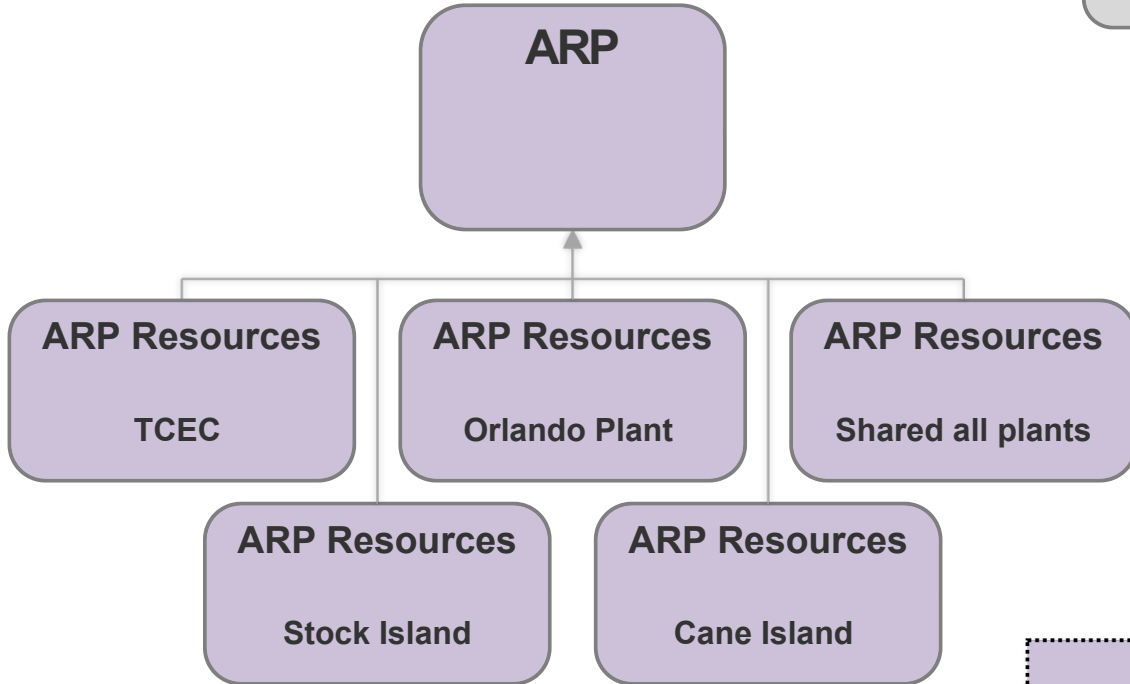 ARP
ARP Resources
TCEC
ARP Resources
Orlando Plant
ARP Resources
Shared all plants
ARP Resources
Stock Island
ARP Resources
Cane Island